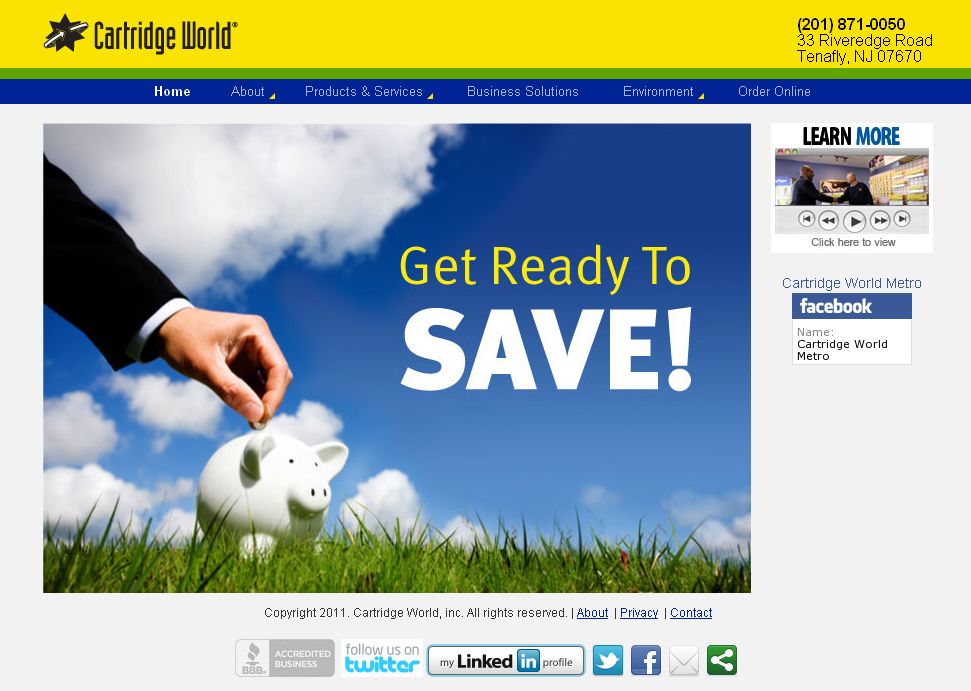 Cartridge World®
(201) 871-0050
33 Riveredge Road
Tenafly, NJ 07670
Home About Products & Services Business Solutions Environment Order Online
Get Ready To
SAVE!
LEARN MORE
Click here to view
Cartridge World Metro
facebook
Name:
Cartridge World
Metro
Copyright 2011. Cartridge World, inc. All rights reserved. | About | Privacy | Contact
BBB.
ACCREDITED
BUSINESS
follow us on
twitter
my Linked in profile